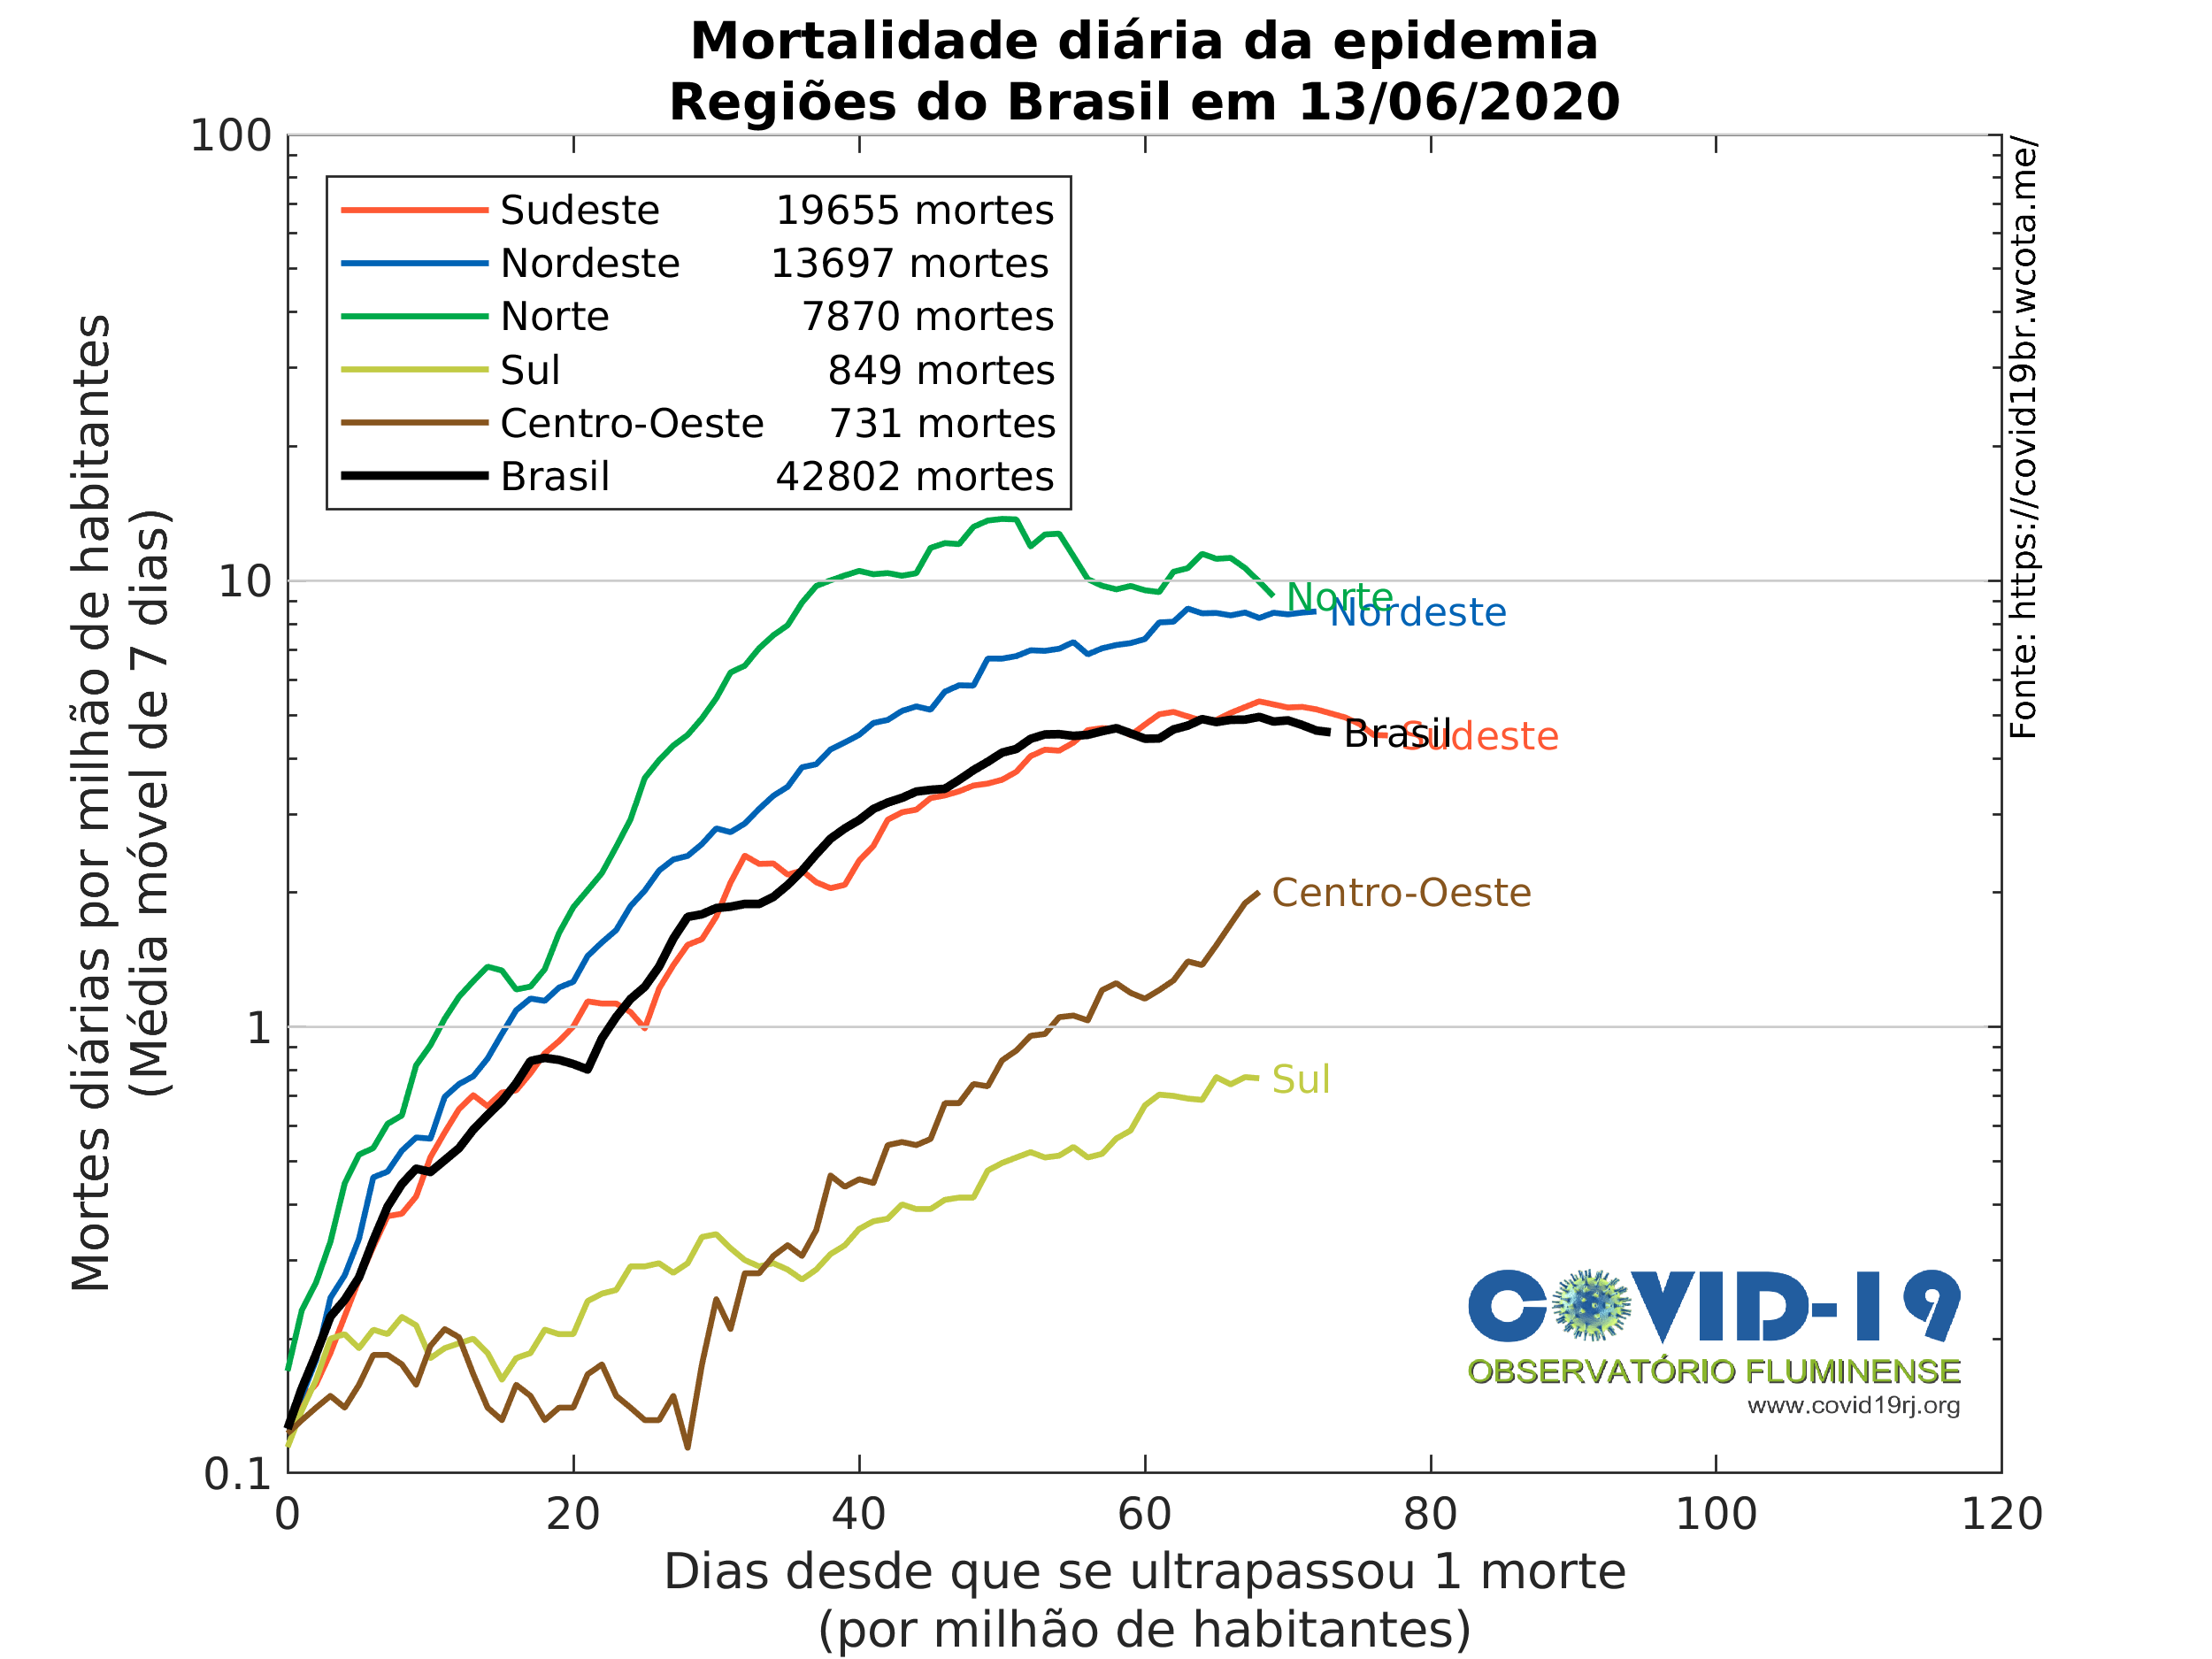 Mortalidade diária da epidemia
Regiões do Brasil em 13/06/2020
Mortes diárias por milhão de habitantes
(Média móvel de 7 dias)
100
10
1
0.1
Sudeste 19655 mortes
Nordeste 13697 mortes
Norte 7870 mortes
Sul 849 mortes
Centro-Oeste 731 mortes
Brasil 42802 mortes
Norte
Nordeste
Brasil
Sudeste
Centro-Oeste
Sul
Fonte: https://covid19br.wcota.me/
COVID-19
OBSERVATÓRIO FLUMINENSE
www.covid19rj.org
0 20 40 60 80 100 120
Dias desde que se ultrapassou 1 morte
(por milhão de habitantes)